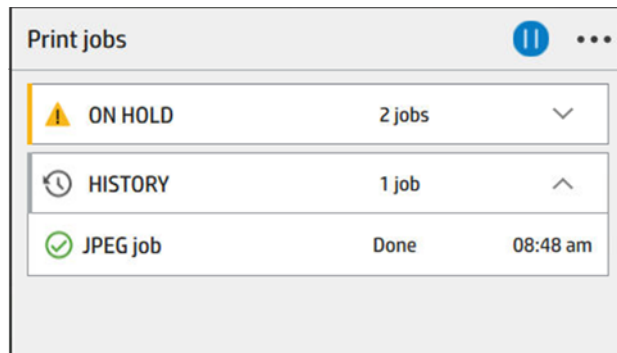 Print jobs
ON HOLD 2 jobs
HISTORY 1 job
JPEG job Done 08:48 am